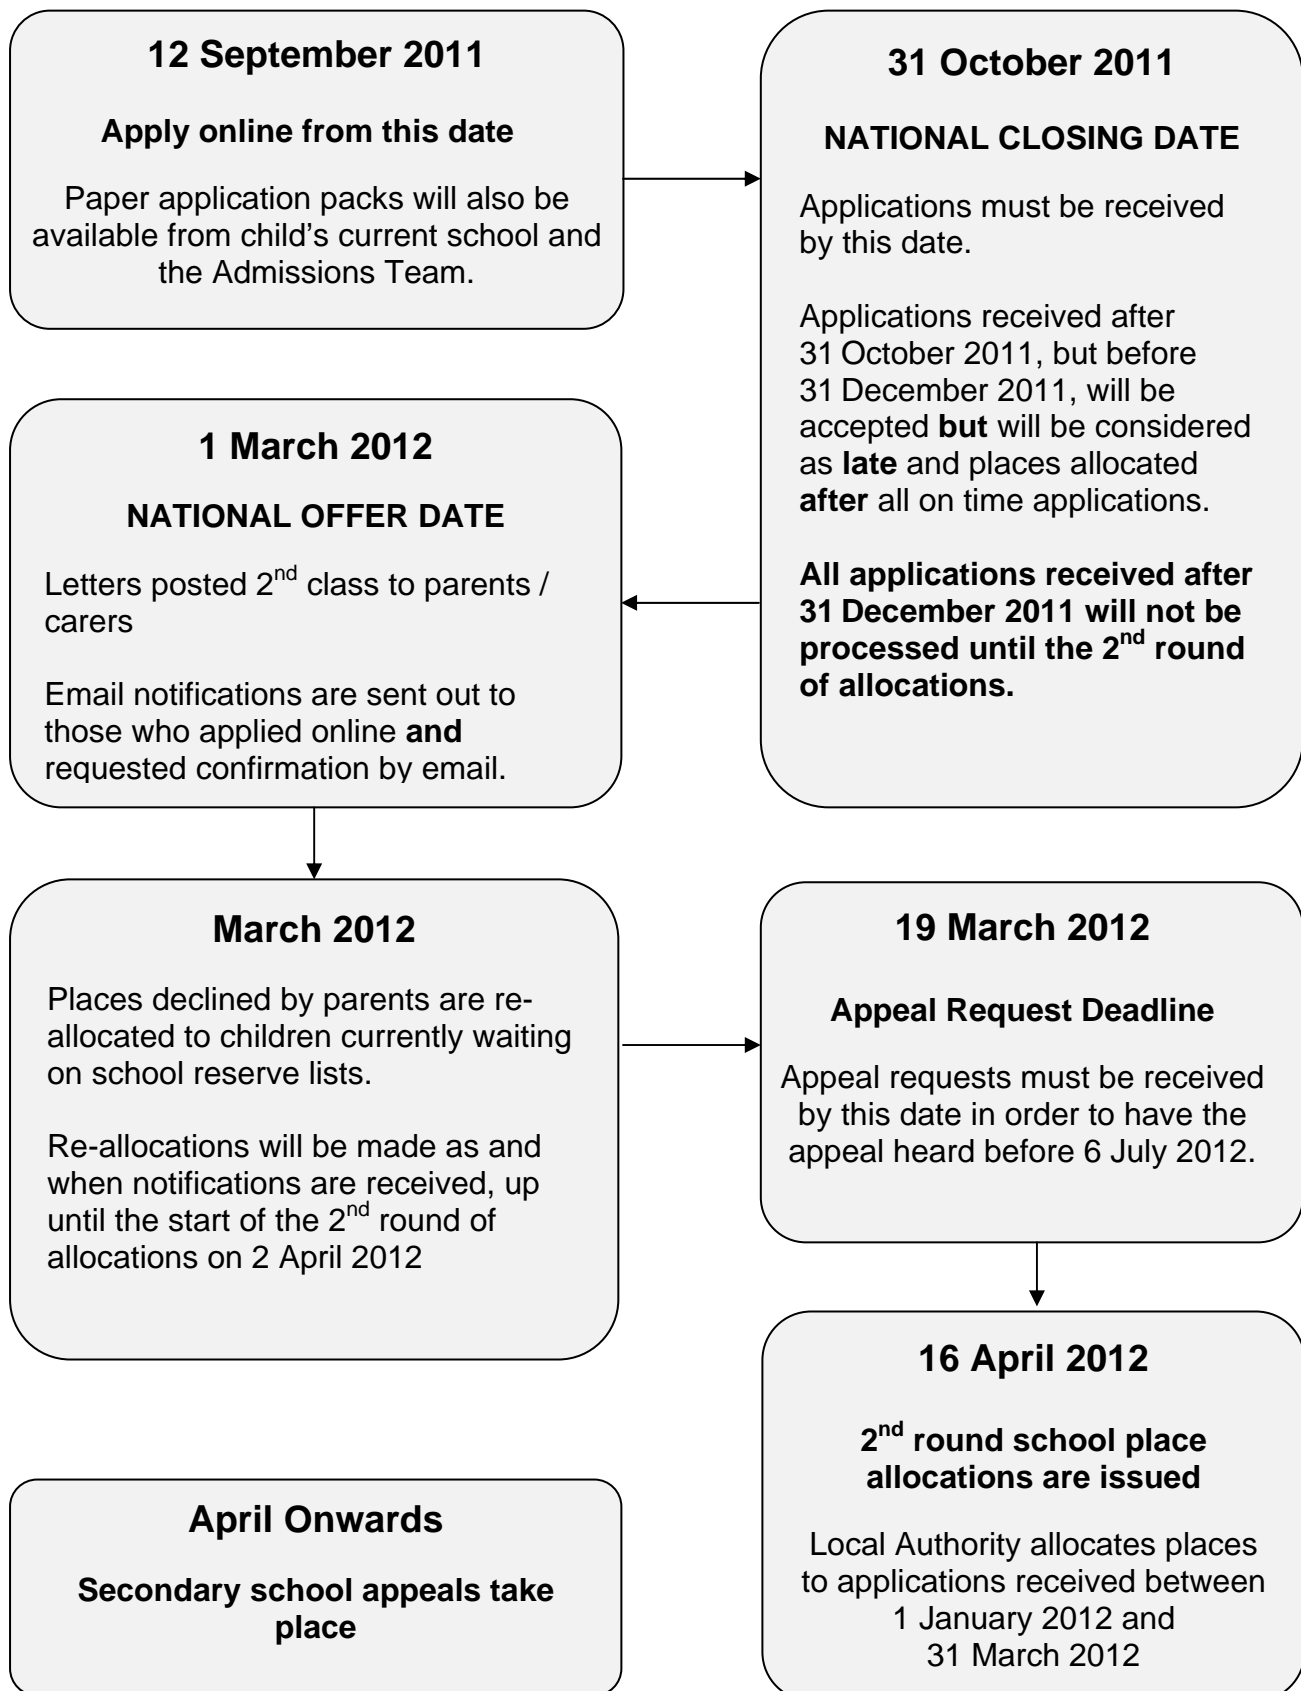 12 September 2011
Apply online from this date
Paper application packs will also be
available from child's current school and
the Admissions Team.
31 October 2011
NATIONAL CLOSING DATE
Applications must be received
by this date.
Applications received after
31 October 2011, but before
31 December 2011, will be
accepted but will be considered
as late and places allocated
after all on time applications.
All applications received after
31 December 2011 will not be
processed until the 2nd round
of allocations.
1 March 2012
NATIONAL OFFER DATE
Letters posted 2nd class to parents /
carers
Email notifications are sent out to
those who applied online and
requested confirmation by email.
March 2012
Places declined by parents are re-
allocated to children currently waiting
on school reserve lists.
Re-allocations will be made as and
when notifications are received, up
until the start of the 2nd round of
allocations on 2 April 2012
19 March 2012
Appeal Request Deadline
Appeal requests must be received
by this date in order to have the
appeal heard before 6 July 2012.
16 April 2012
2nd round school place
allocations are issued
Local Authority allocates places
to applications received between
1 January 2012 and
31 March 2012
April Onwards
Secondary school appeals take
place